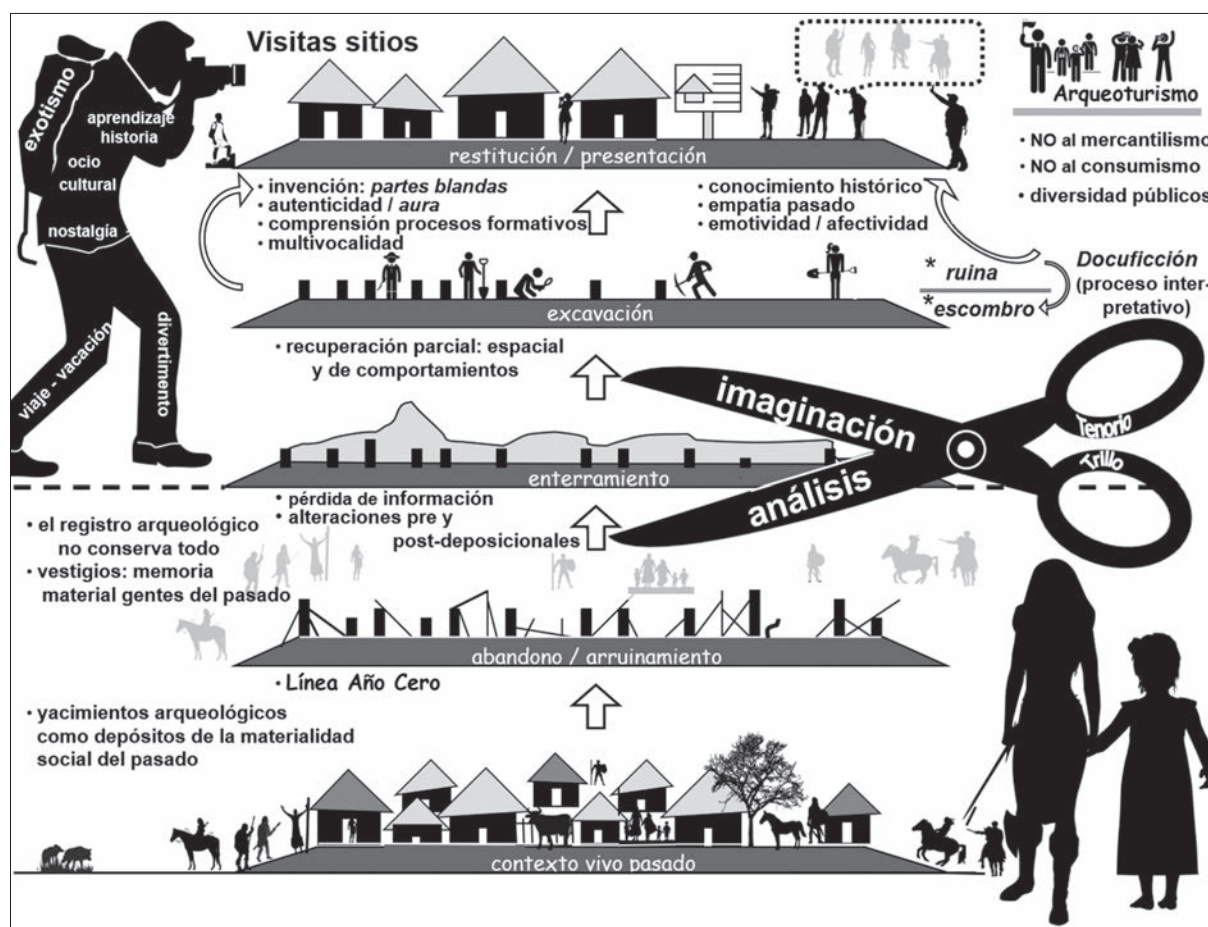 Visitas sitios
exotismo
aprendizaje
historia
ocio
cultural
nostalgía
viaje - vacación
divertimento
restitución / presentación
Arqueoturismo
• NO al mercantilismo
• NO al consumismo
• diversidad públicos
• invención: partes blandas
• autenticidad / aura
• comprensión procesos formativos
• multivocalidad
• conocimiento histórico
• empatía pasado
• emotividad / afectividad
* ruina
* escombro
Docuficción
(proceso inter-
pretativo)
excavación
• recuperación parcial: espacial
y de comportamientos
imaginación
análisis
Tenorio
Trillo
enterramiento
• pérdida de información
• alteraciones pre y
post-deposicionales
• el registro arqueológico
no conserva todo
• vestigios: memoria
material gentes del pasado
abandono / arruinamiento
• Línea Año Cero
• yacimientos arqueológicos
como depósitos de la materialidad
social del pasado
contexto vivo pasado